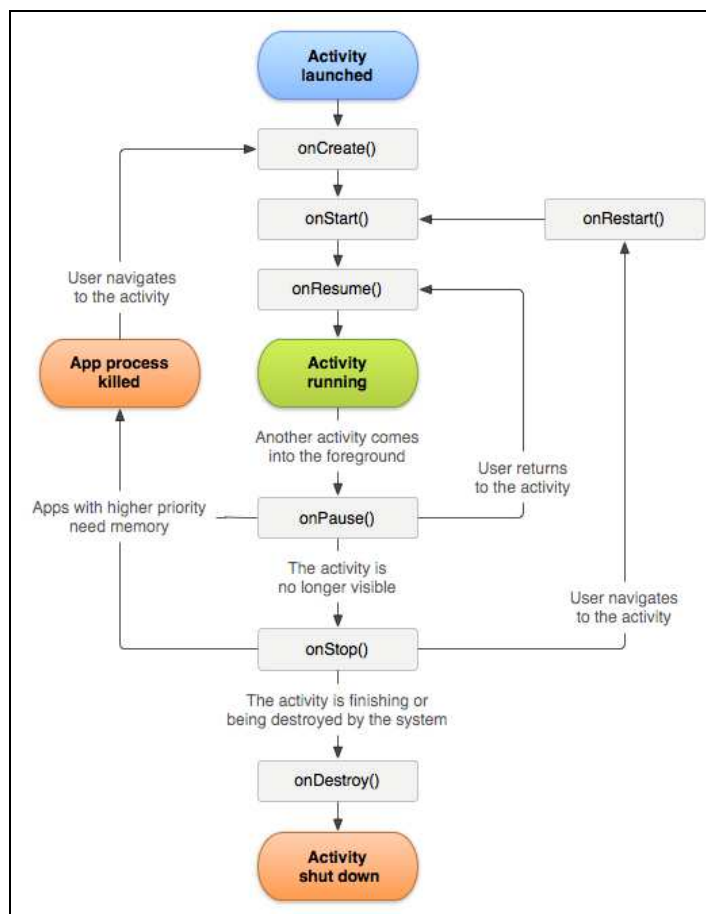 Activity
launched
onCreate()
onStart()
onRestart()
User navigates
to the activity
onResume()
App process
killed
Activity
running
Another activity comes
into the foreground
User returns
to the activity
Apps with higher priority
need memory
onPause()
The activity is
no longer visible
User navigates
to the activity
onStop()
The activity is finishing or
being destroyed by the system
onDestroy()
Activity
shut down